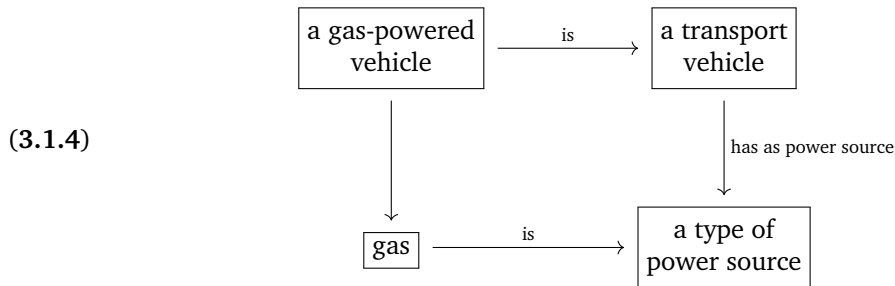 a gas-powered
vehicle
is
a transport
vehicle
(3.1.4)
has as power source
gas
is
a type of
power source